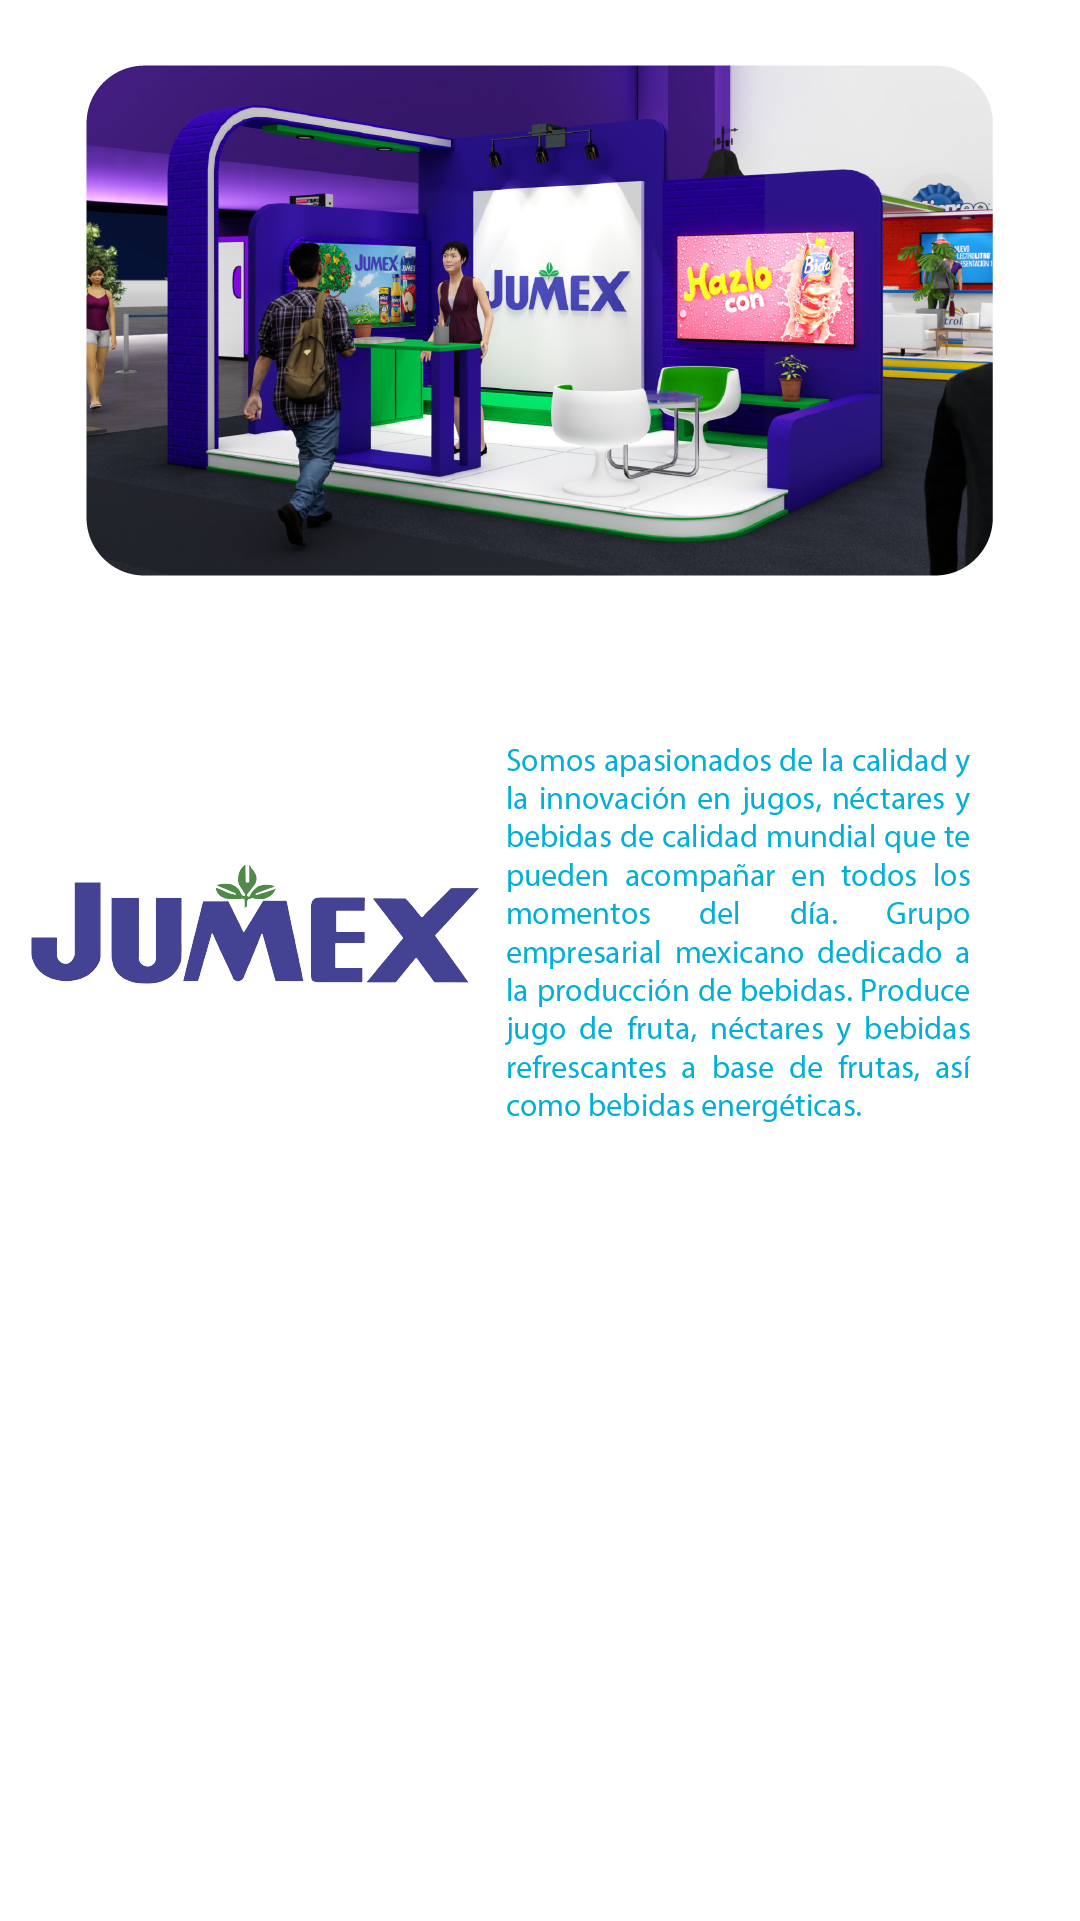 JUMEX
JUMEX
Hazlo
con
Bida
NUEVO
Somos apasionados de la calidad y
la innovación en jugos, néctares y
bebidas de calidad mundial que te
pueden acompañar en todos los
momentos del día. Grupo
empresarial mexicano dedicado a
la producción de bebidas. Produce
jugo de fruta, néctares y bebidas
refrescantes a base de frutas, así
como bebidas energéticas.
JUMEX